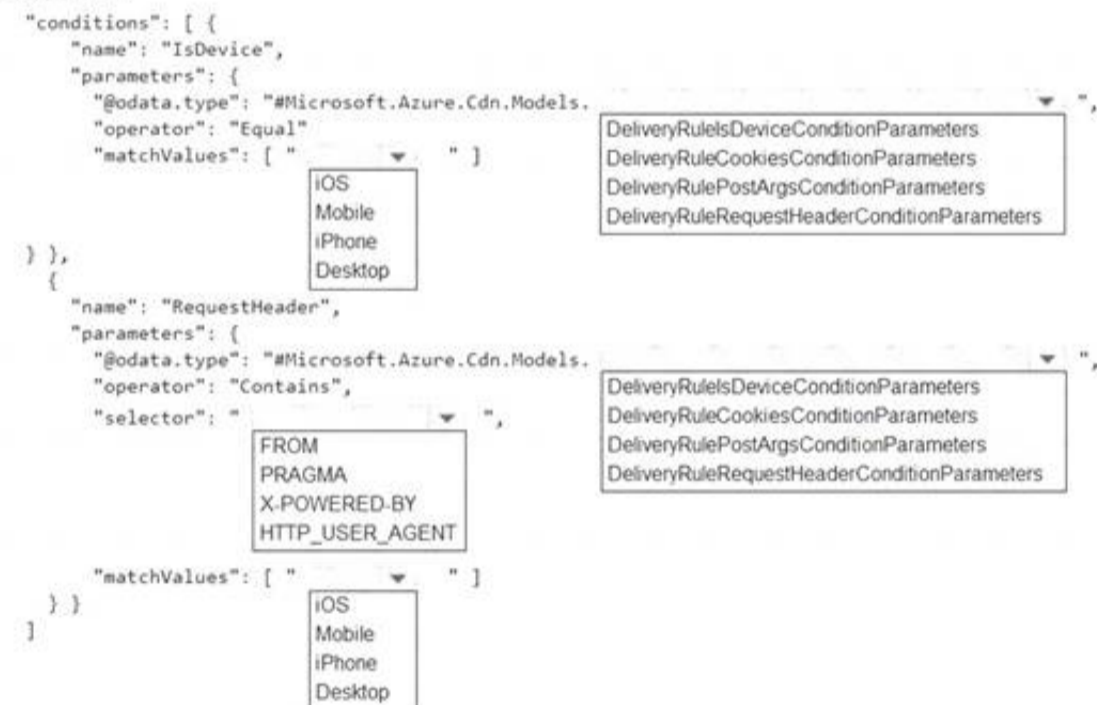 "conditions": [ {
"name": "IsDevice",
"parameters": {
"@odata.type": "#Microsoft.Azure.Cdn.Models. ",
DeliveryRuleIsDeviceConditionParameters
DeliveryRuleCookiesConditionParameters
DeliveryRulePostArgsConditionParameters
DeliveryRuleRequestHeaderConditionParameters
"operator": "Equal"
"matchValues": [ " " ]
iOS
Mobile
iPhone
Desktop
} },
{
"name": "RequestHeader",
"parameters": {
"@odata.type": "#Microsoft.Azure.Cdn.Models. ",
DeliveryRuleIsDeviceConditionParameters
DeliveryRuleCookiesConditionParameters
DeliveryRulePostArgsConditionParameters
DeliveryRuleRequestHeaderConditionParameters
"operator": "Contains",
"selector": " ",
FROM
PRAGMA
X-POWERED-BY
HTTP_USER_AGENT
"matchValues": [ " " ]
iOS
Mobile
iPhone
Desktop
} }
]